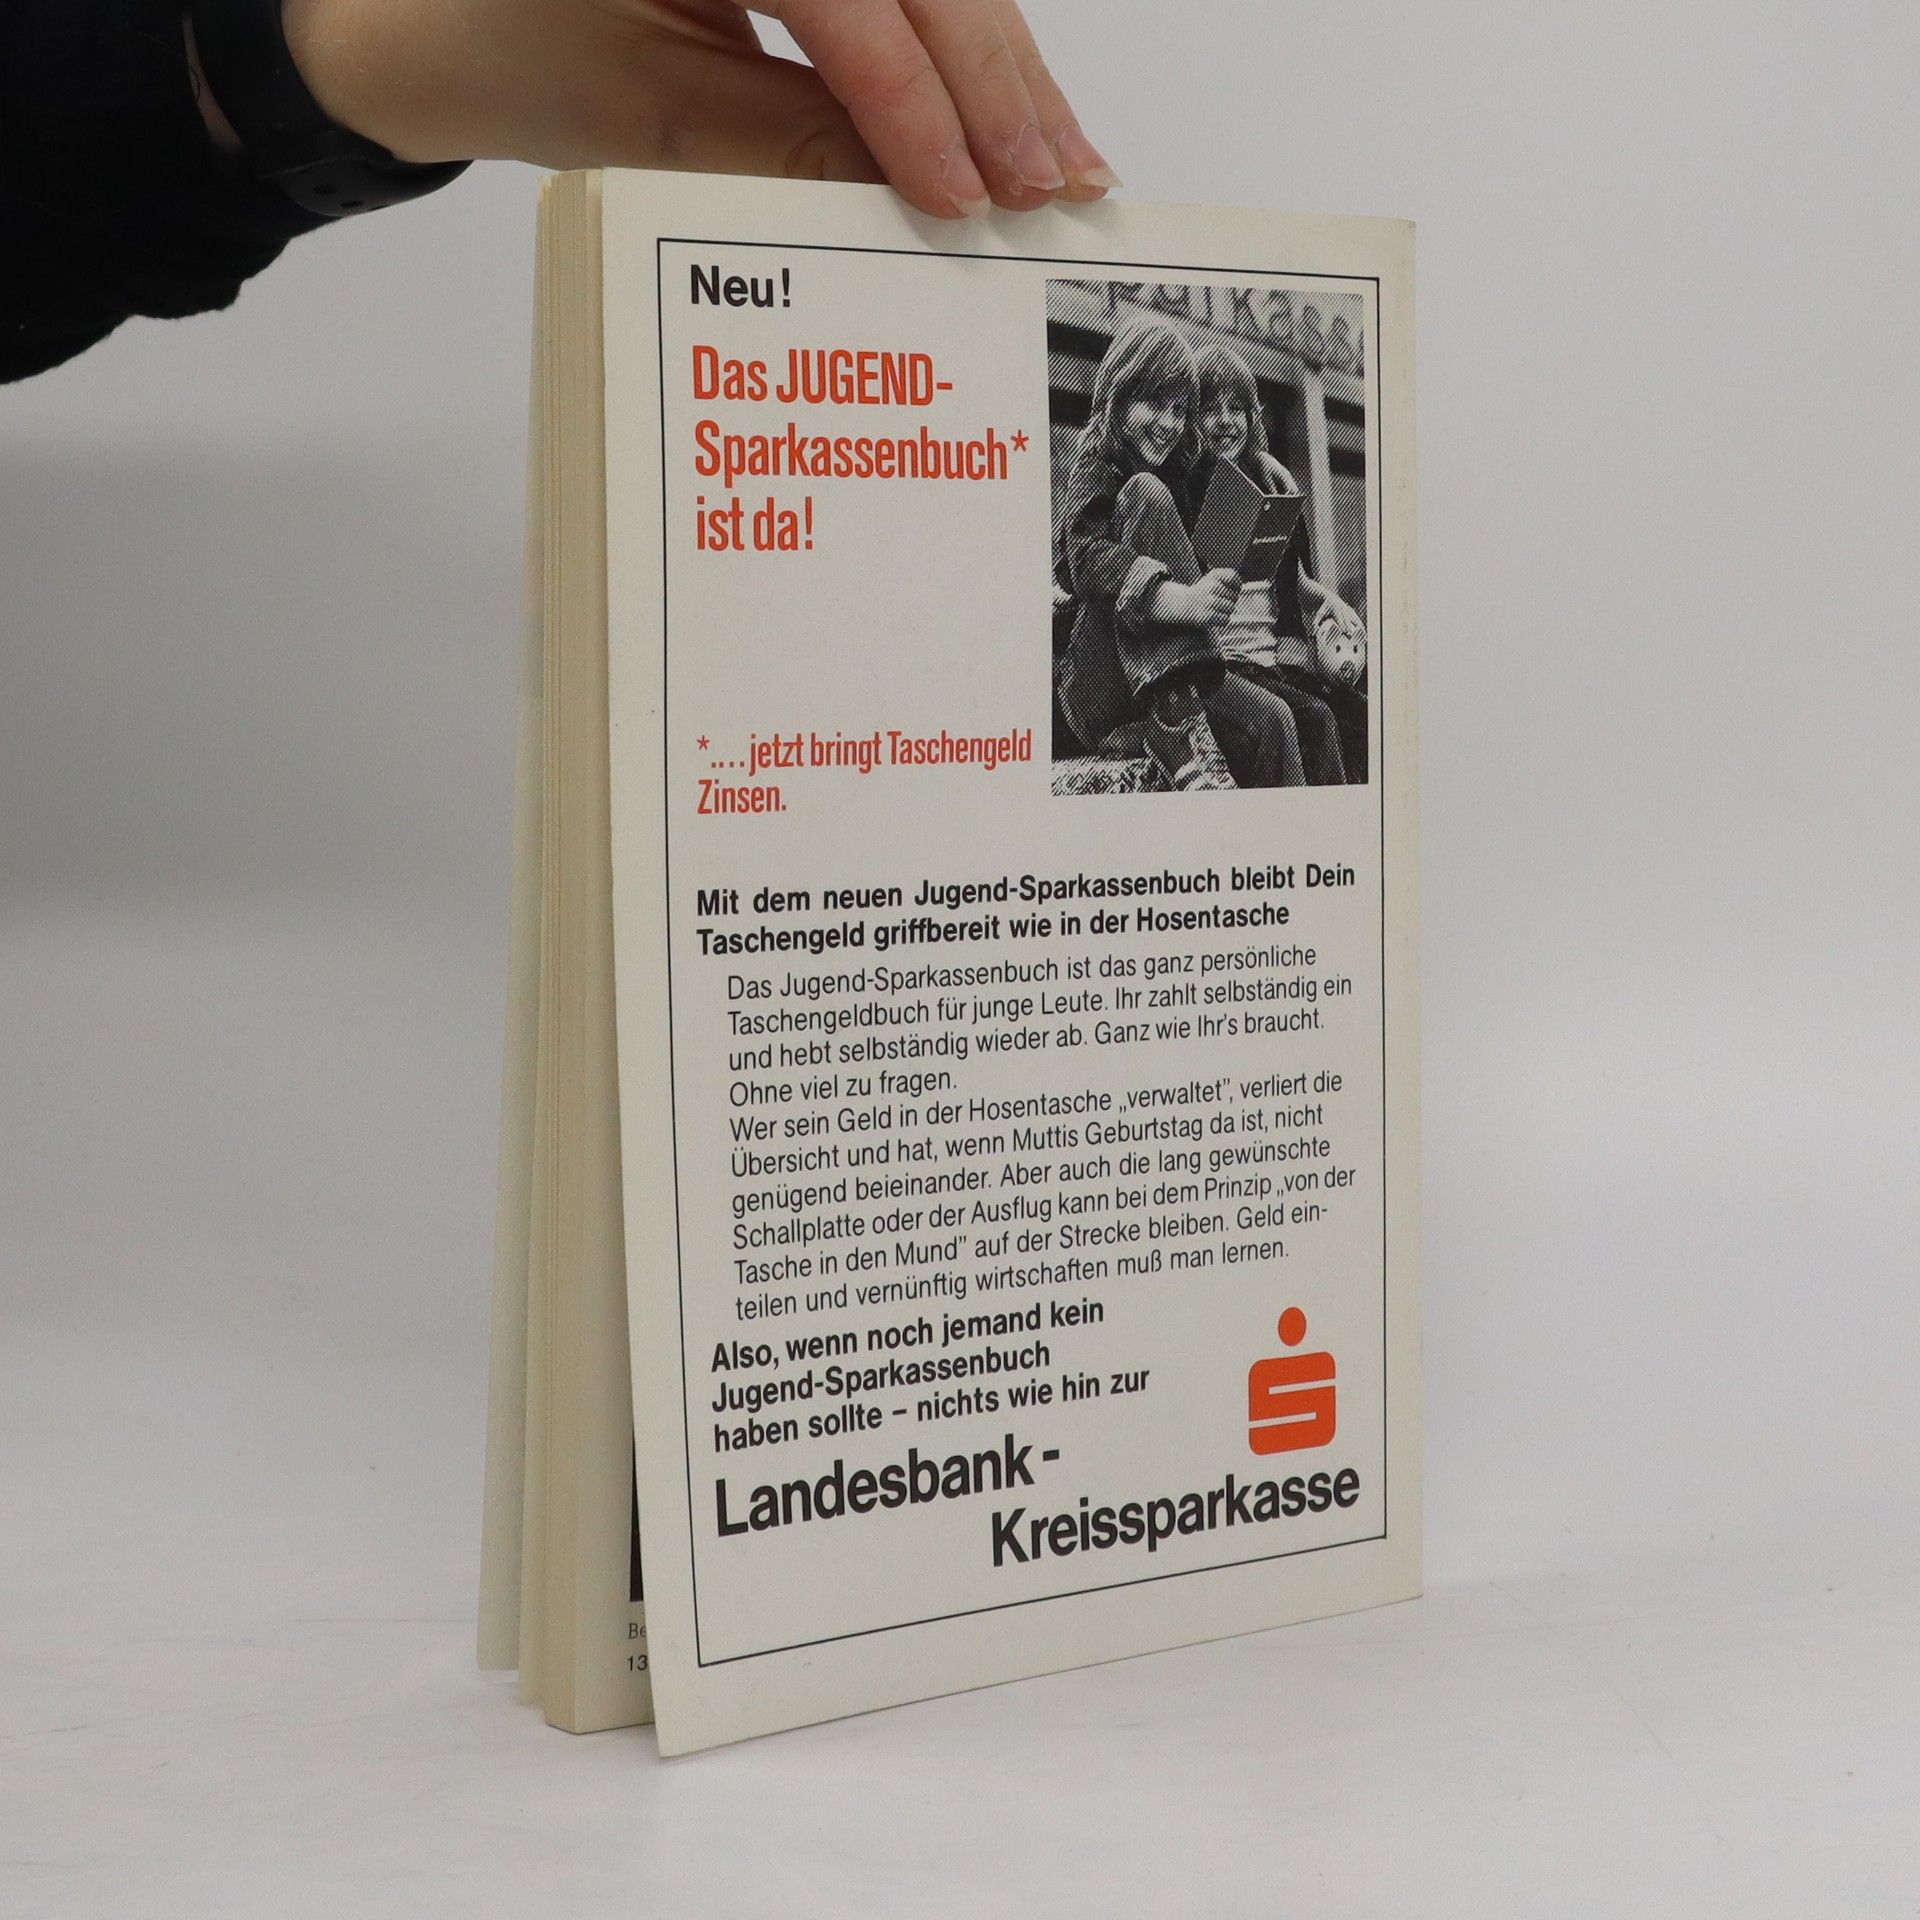 Neu!
Das JUGEND-
Sparkassenbuch*
ist da!
*....jetzt bringt Taschengeld
Zinsen.
Mit dem neuen Jugend-Sparkassenbuch bleibt Dein
Taschengeld griffbereit wie in der Hosentasche
Das Jugend-Sparkassenbuch ist das ganz persönliche
Taschengeldbuch für junge Leute. Ihr zahlt selbständig ein
und hebt selbständig wieder ab. Ganz wie Ihr's braucht.
Ohne viel zu fragen.
Wer sein Geld in der Hosentasche „verwaltet”, verliert die
Übersicht und hat, wenn Muttis Geburtstag da ist, nicht
genügend beieinander. Aber auch die lang gewünschte
Schallplatte oder der Ausflug kann bei dem Prinzip „von der
Tasche in den Mund” auf der Strecke bleiben. Geld ein-
teilen und vernünftig wirtschaften muß man lernen.
Also, wenn noch jemand kein
Jugend-Sparkassenbuch
haben sollte – nichts wie hin zur
Landesbank-
Kreissparkasse
Be
13